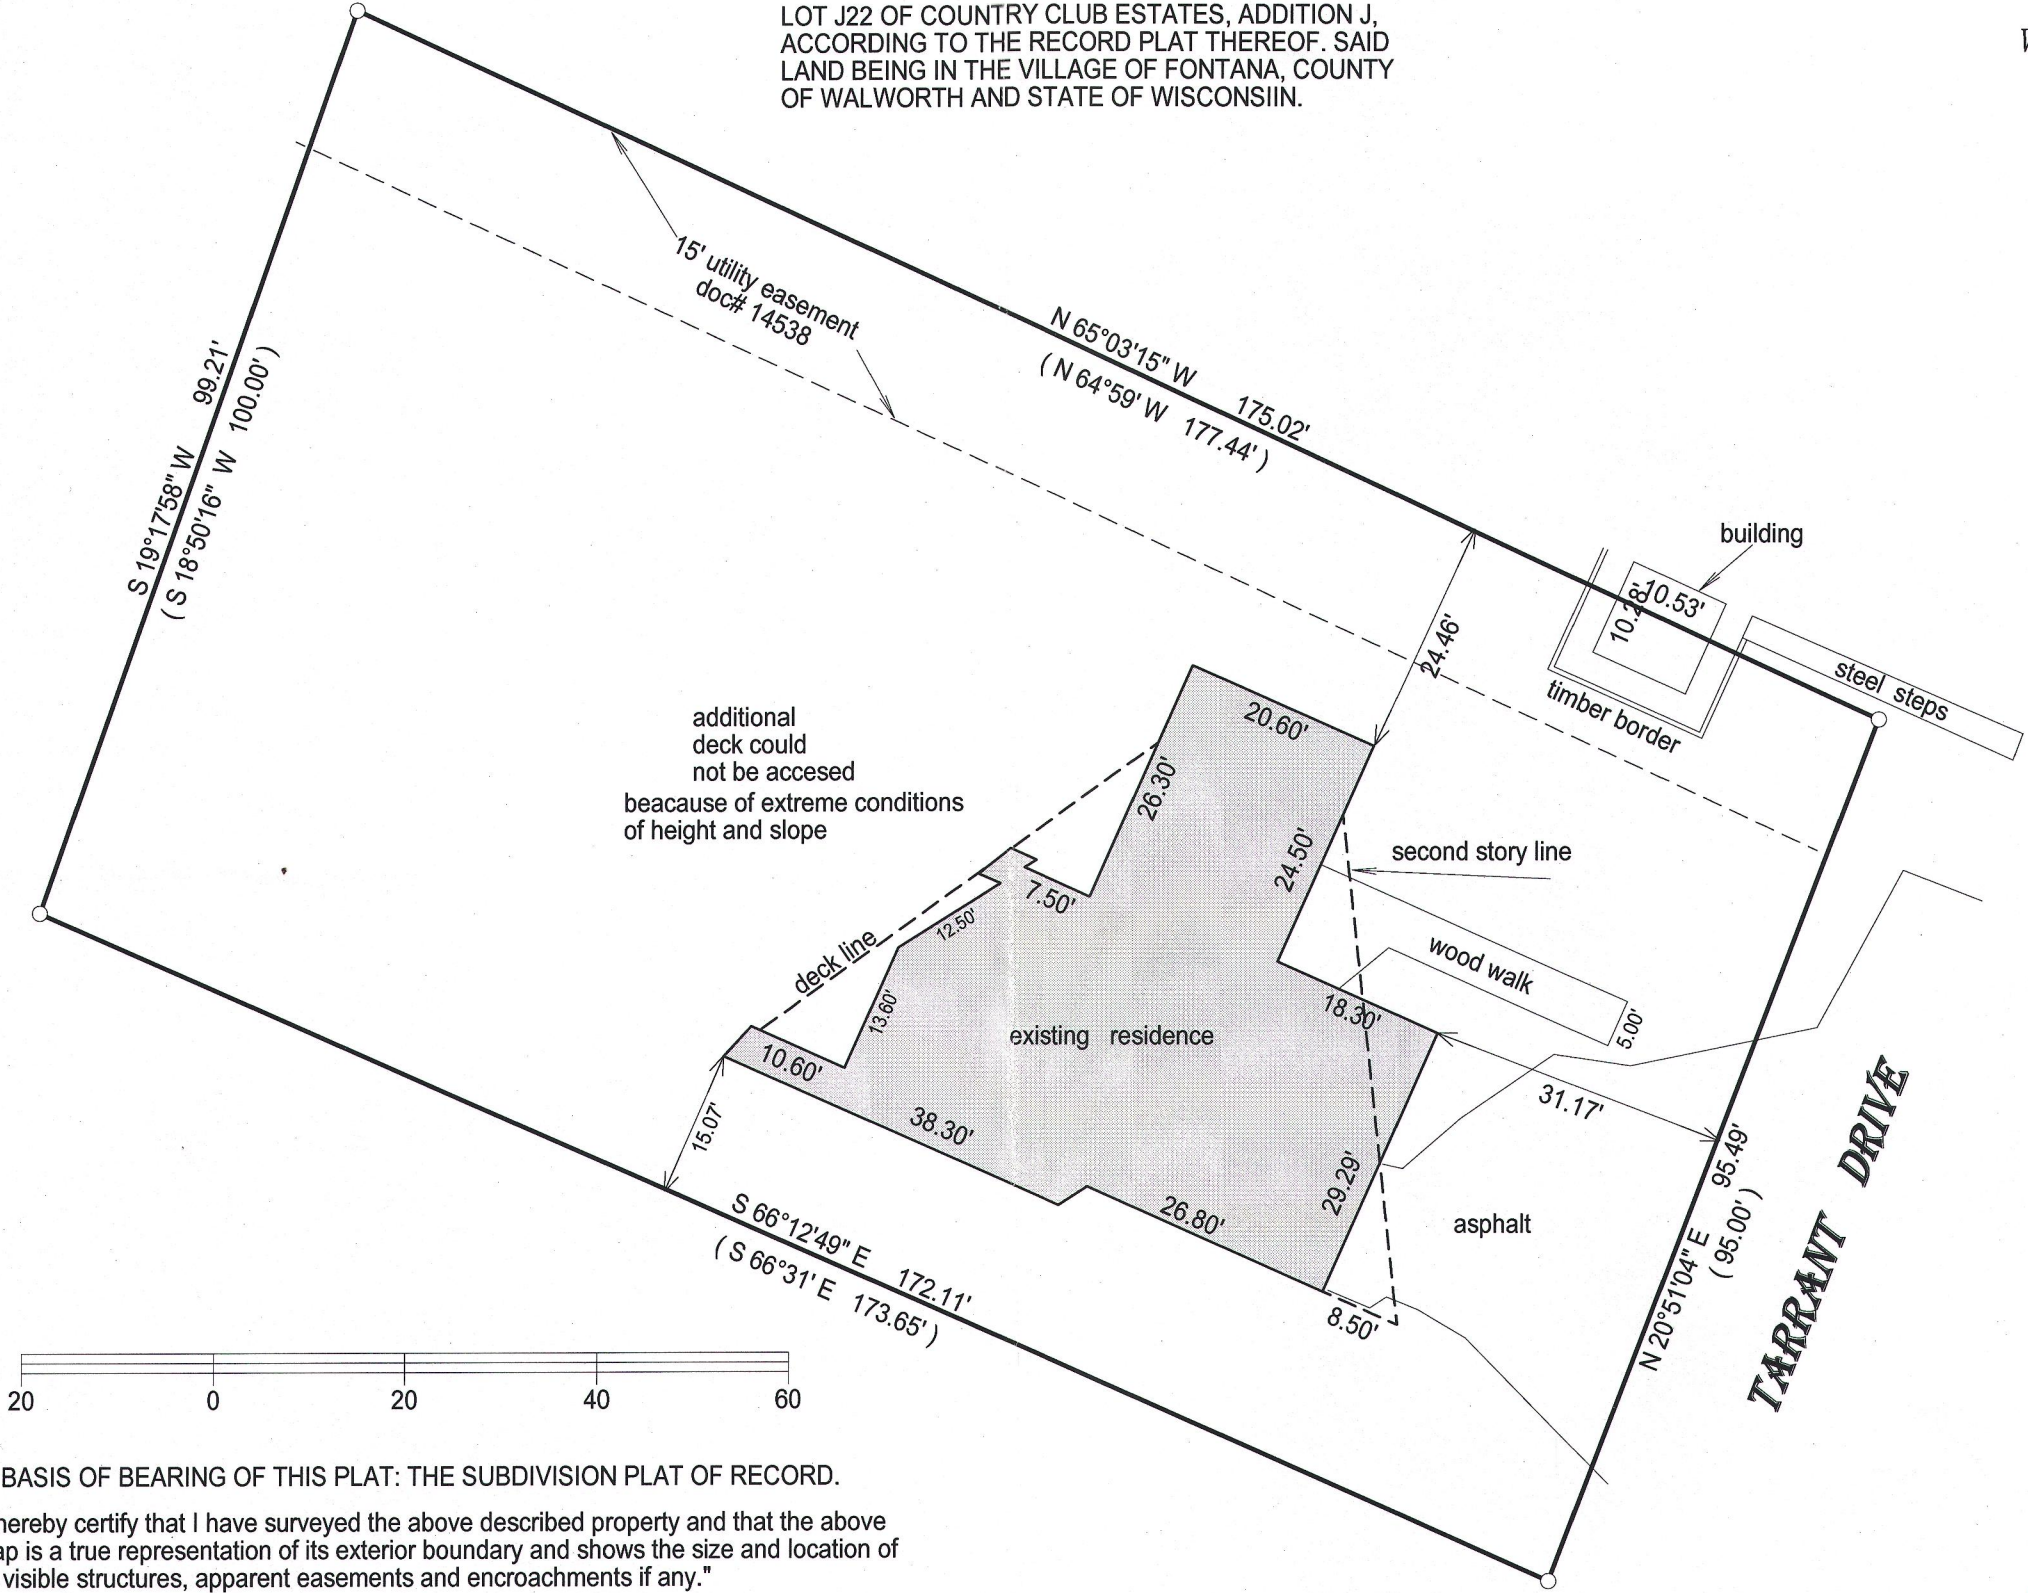 LOT J22 OF COUNTRY CLUB ESTATES, ADDITION J,
ACCORDING TO THE RECORD PLAT THEREOF. SAID
LAND BEING IN THE VILLAGE OF FONTANA, COUNTY
OF WALWORTH AND STATE OF WISCONSIIN.
15' utility easement
doc# 14538
N 65°03'15" W 175.02'
( N 64°59' W 177.44' )
S 19°17'58" W 99.21'
( S 18°50'16" W 100.00' )
building
10.53'
10.28'
24.46'
steel steps
timber border
20.60'
additional
deck could
not be accesed
beacause of extreme conditions
of height and slope
26.30'
24.50'
second story line
7.50'
12.50'
deck line
wood walk
5.00'
13.60'
18.30'
existing residence
10.60'
31.17'
38.30'
15.07'
29.29'
26.80'
asphalt
8.50'
S 66°12'49" E 172.11'
( S 66°31' E 173.65' )
N 20°51'04" E 95.49'
( 95.00' )
TARRANT DRIVE
20 0 20 40 60
BASIS OF BEARING OF THIS PLAT: THE SUBDIVISION PLAT OF RECORD.
hereby certify that I have surveyed the above described property and that the above
ap is a true representation of its exterior boundary and shows the size and location of
visible structures, apparent easements and encroachments if any."